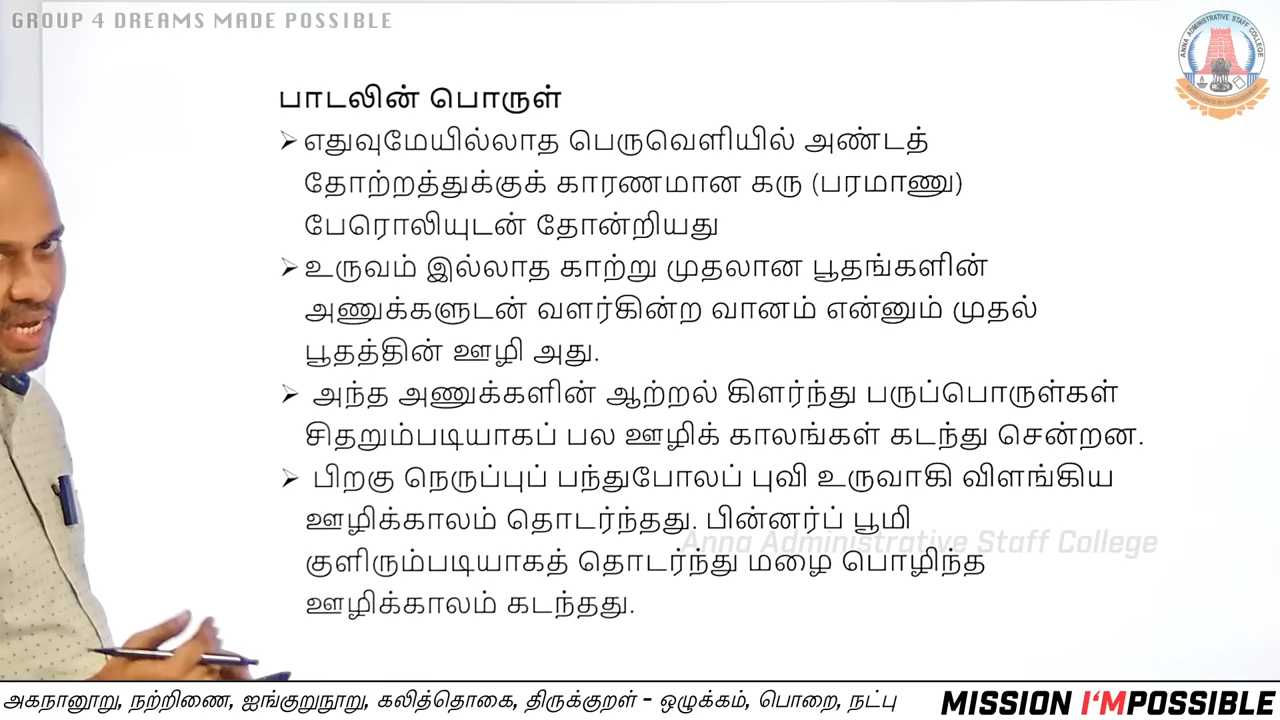 GROUP 4 DREAMS MADE POSSIBLE
ANNA ADMINISTRATIVE STAFF COLLEGE
பாடலின் பொருள்
➢எதுவுமேயில்லாத பெருவெளியில் அண்டத்
தோற்றத்துக்குக் காரணமான கரு (பரமாணு)
பேரொலியுடன் தோன்றியது
➢உருவம் இல்லாத காற்று முதலான பூதங்களின்
அணுக்களுடன் வளர்கின்ற வானம் என்னும் முதல்
பூதத்தின் ஊழி அது.
➢ அந்த அணுக்களின் ஆற்றல் கிளர்ந்து பருப்பொருள்கள்
சிதறும்படியாகப் பல ஊழிக் காலங்கள் கடந்து சென்றன.
➢ பிறகு நெருப்புப் பந்துபோலப் புவி உருவாகி விளங்கிய
ஊழிக்காலம் தொடர்ந்தது. பின்னர்ப் பூமி
Anna Administrative Staff College
குளிரும்படியாகத் தொடர்ந்து மழை பொழிந்த
ஊழிக்காலம் கடந்தது.
அகநானூறு, நற்றிணை, ஐங்குறுநூறு, கலித்தொகை, திருக்குறள் - ஒழுக்கம், பொறை, நட்பு
MISSION I'MPOSSIBLE